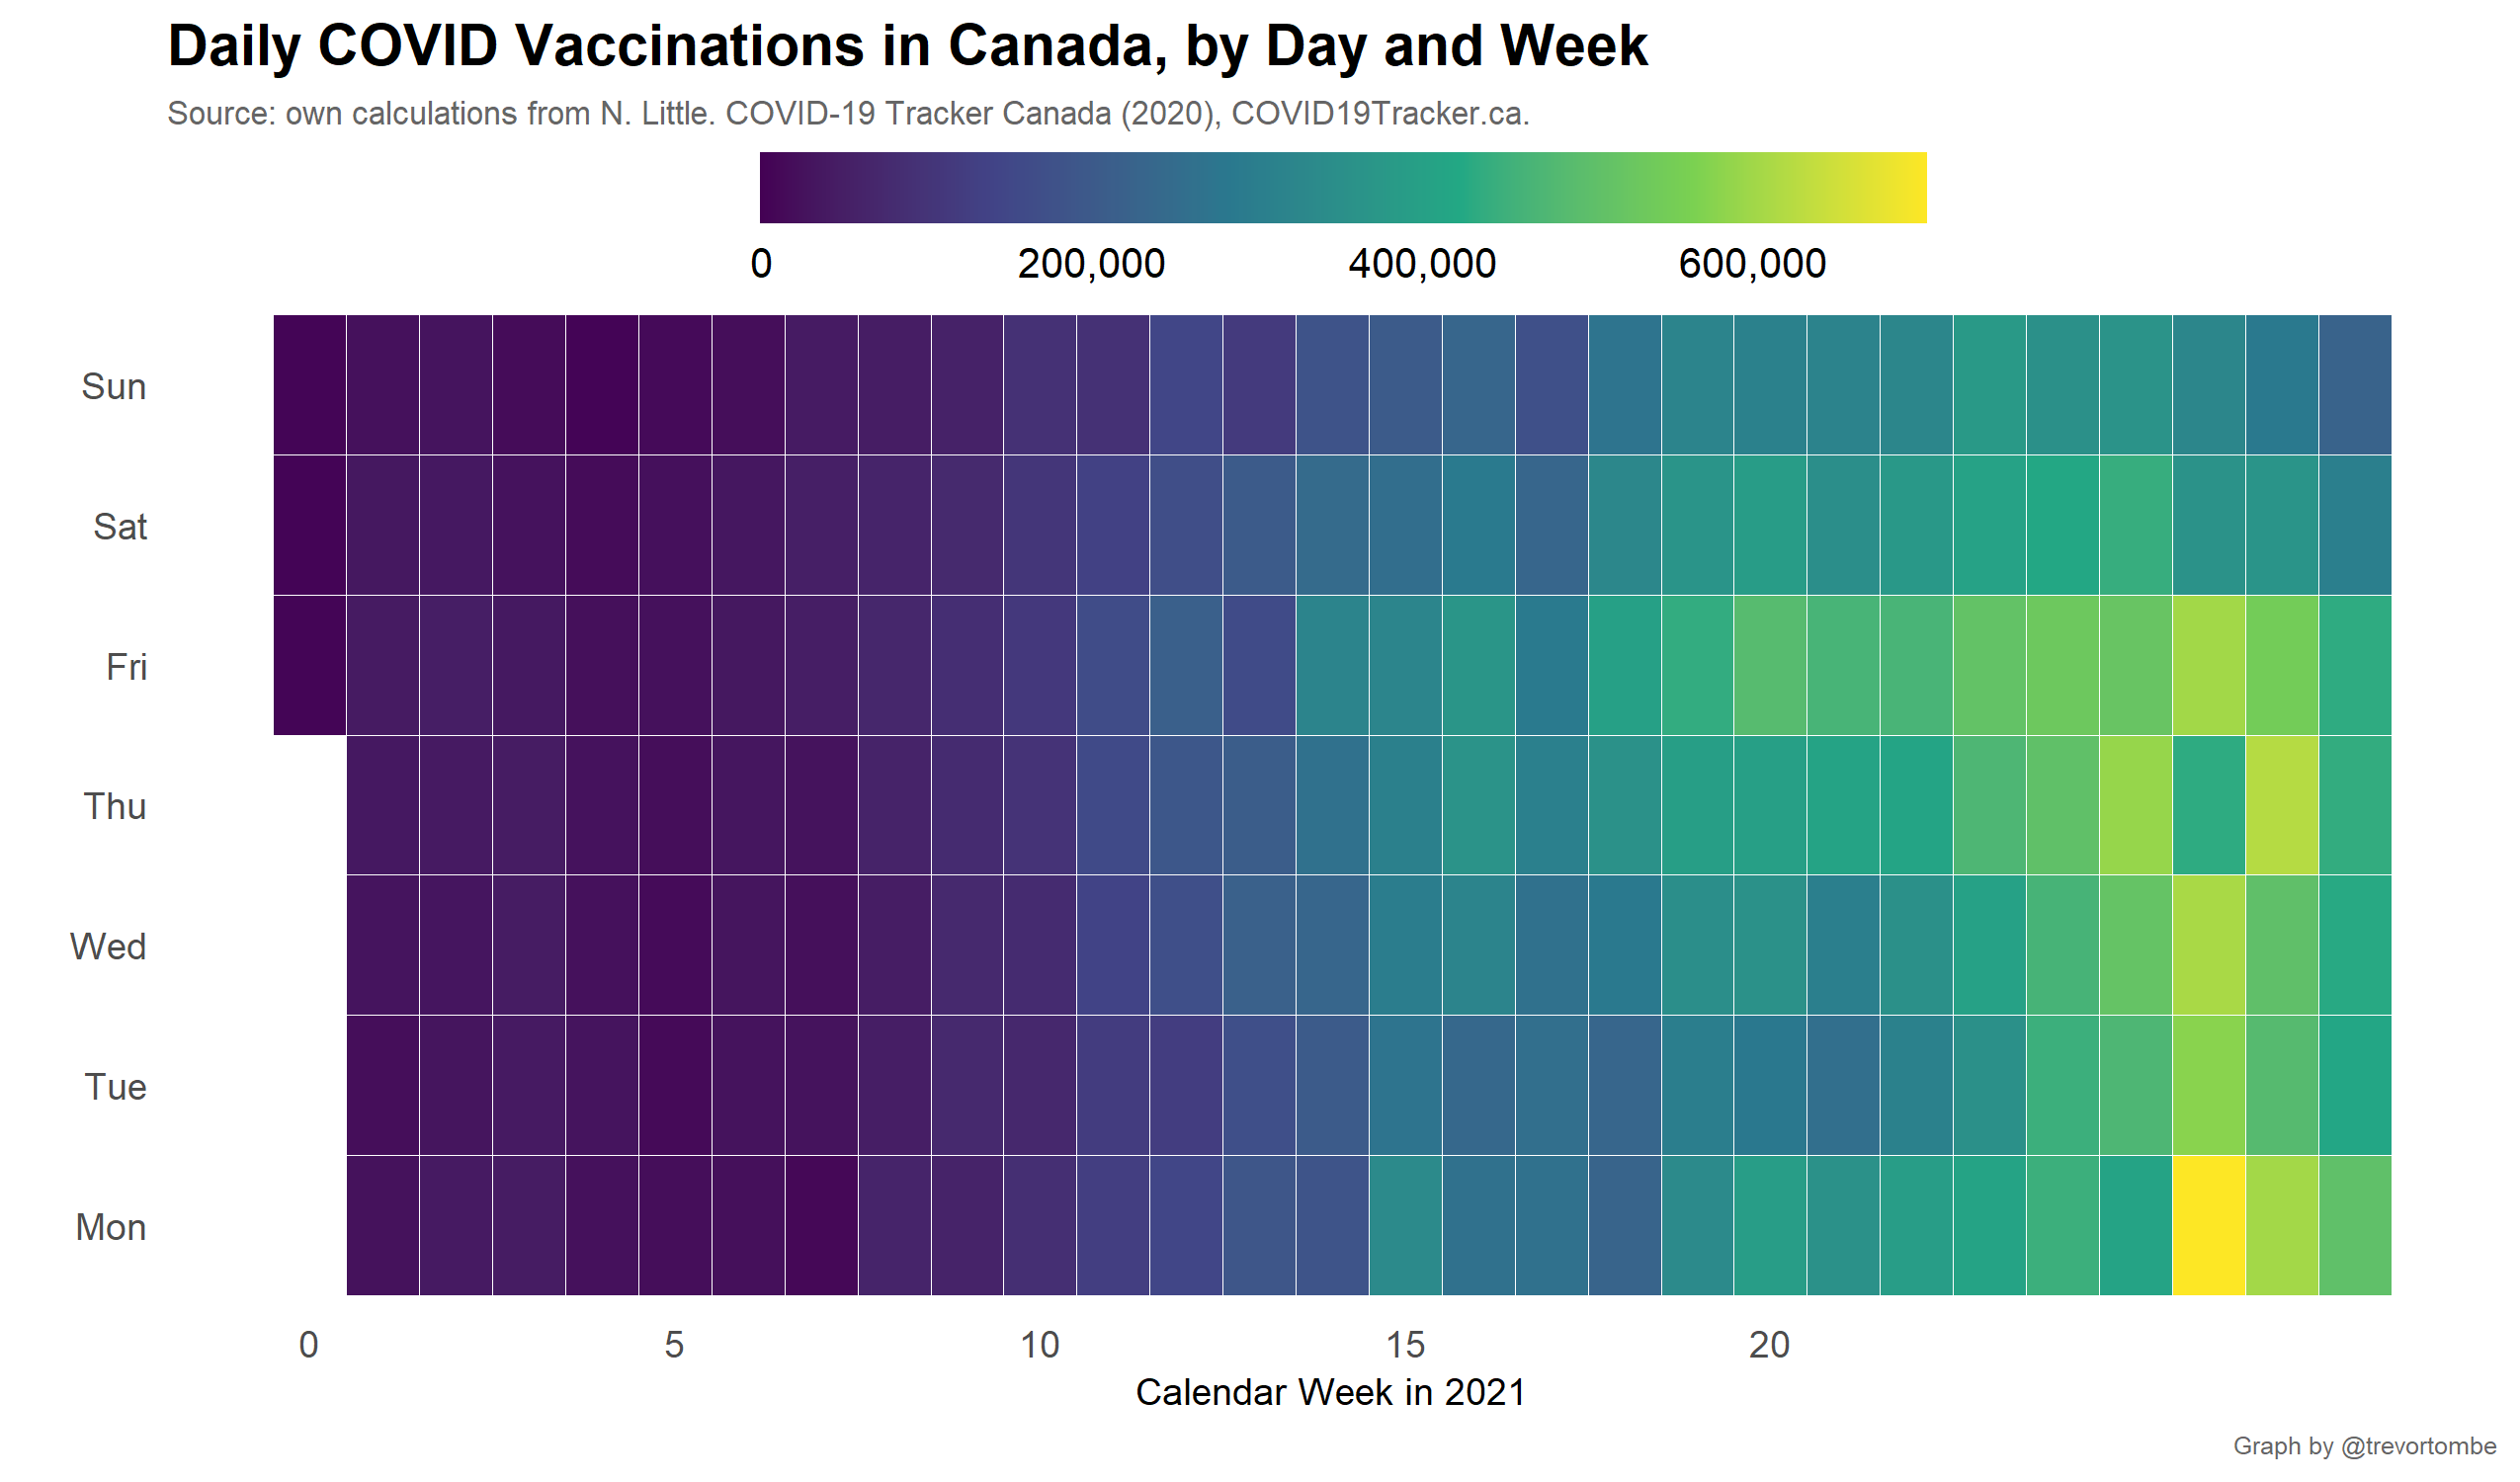 Daily COVID Vaccinations in Canada, by Day and Week
Source: own calculations from N. Little. COVID-19 Tracker Canada (2020), COVID19Tracker.ca.
0 200,000 400,000 600,000
Sun
Sat
Fri
Thu
Wed
Tue
Mon
0 5 10 15 20
Calendar Week in 2021
Graph by @trevortombe